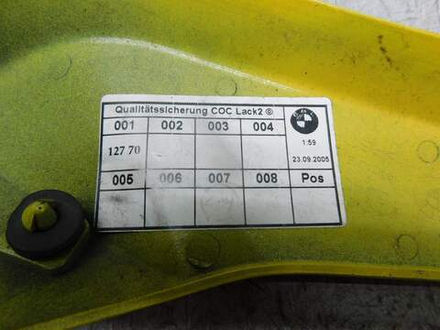 Qualitätssicherung COC Lack2 ®
001 002 003 004
1:59
127 70
23.09.2005
005 006 007 008 Pos